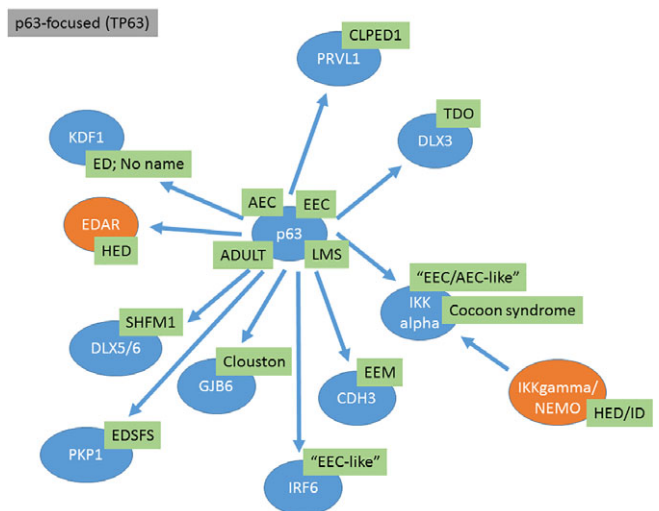 p63-focused (TP63)
CLPED1
PRVL1
TDO
DLX3
KDF1
ED; No name
AEC
EEC
p63
ADULT
LMS
EDAR
HED
"EEC/AEC-like"
IKK
alpha
Cocoon syndrome
SHFM1
DLX5/6
Clouston
GJB6
EEM
CDH3
IKKgamma/
NEMO
HED/ID
EDSFS
PKP1
"EEC-like"
IRF6